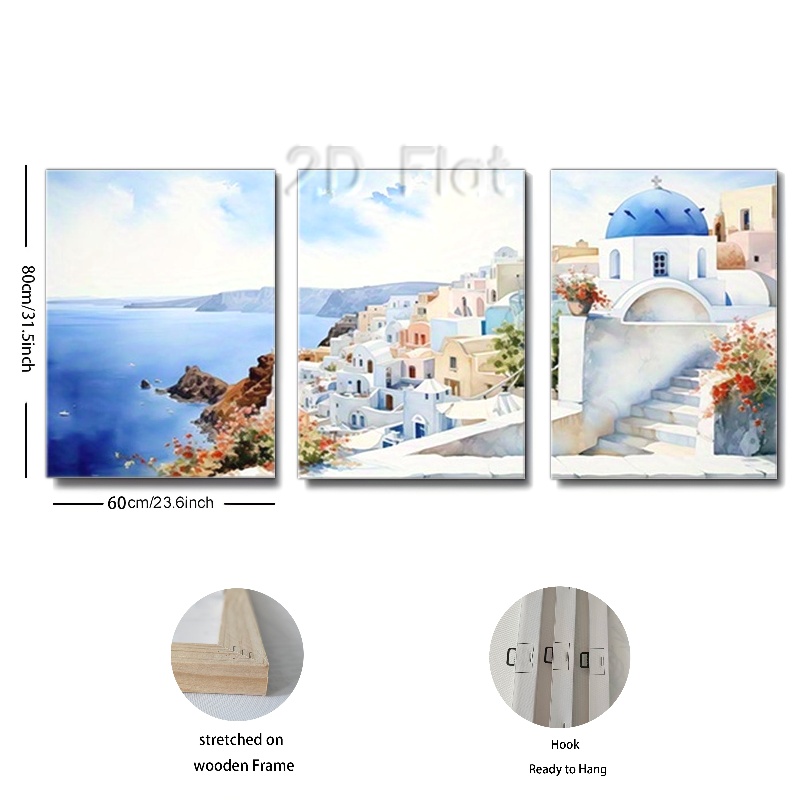 2D Flat
80cm/31.5inch
60cm/23.6inch
stretched on
wooden Frame
Hook
Ready to Hang